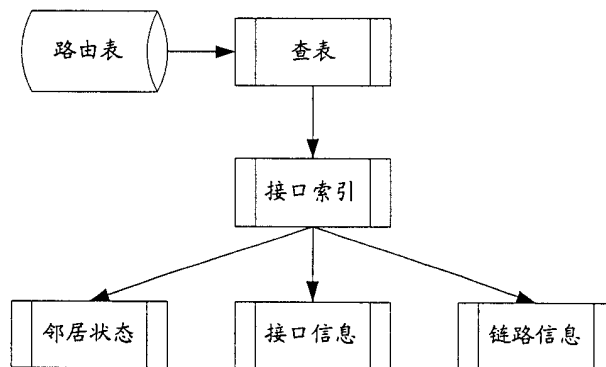 路由表
查表
接口索引
邻居状态
接口信息
链路信息